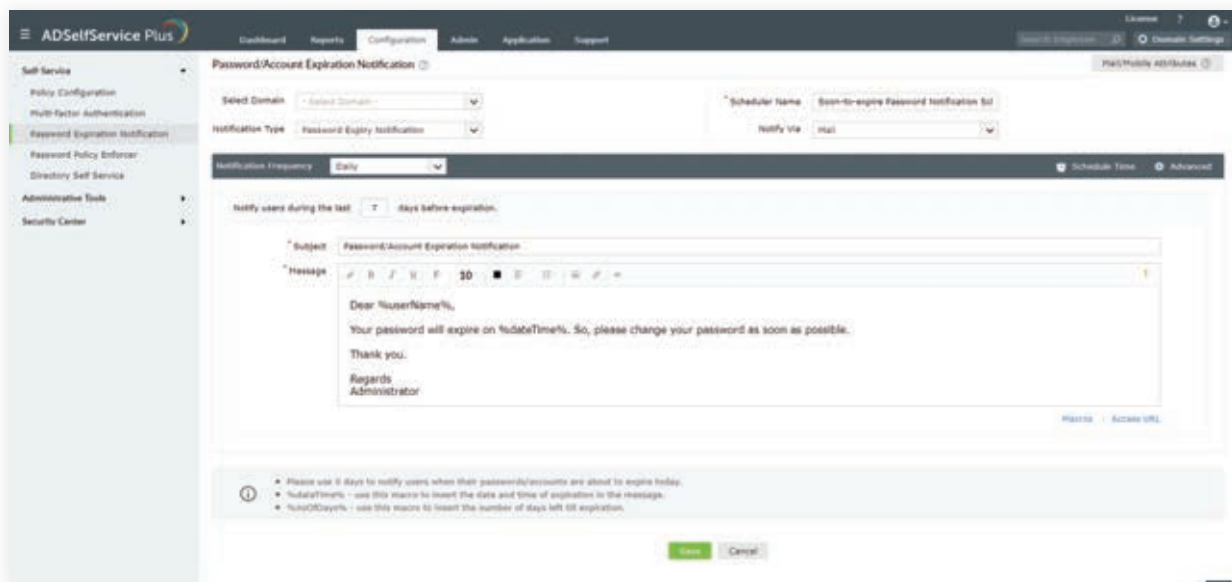 License ?
ADSelfService Plus
Dashboard Reports Configuration Admin Application Support
Search Employee Domain Settings
Self Service
Policy Configuration
Multi-factor Authentication
Password Expiration Notification
Password Policy Enforcer
Directory Self Service
Administrative Tools
Security Center
Password/Account Expiration Notification
Mail/Mobile Attributes
Select Domain - Select Domain -
* Scheduler Name Soon-to-expire Password Notification Scl
Notification Type Password Expiry Notification
Notify Via Mail
Notification Frequency Daily
Schedule Time Advanced
Notify users during the last 7 days before expiration.
* Subject Password/Account Expiration Notification
* Message
B I U F 10
Dear %userName%,
Your password will expire on %dateTime%. So, please change your password as soon as possible.
Thank you.
Regards
Administrator
Macros Access URL
• Please use 0 days to notify users when their passwords/accounts are about to expire today.
• %dateTime% - use this macro to insert the date and time of expiration in the message.
• %noOfDays% - use this macro to insert the number of days left till expiration.
Save Cancel